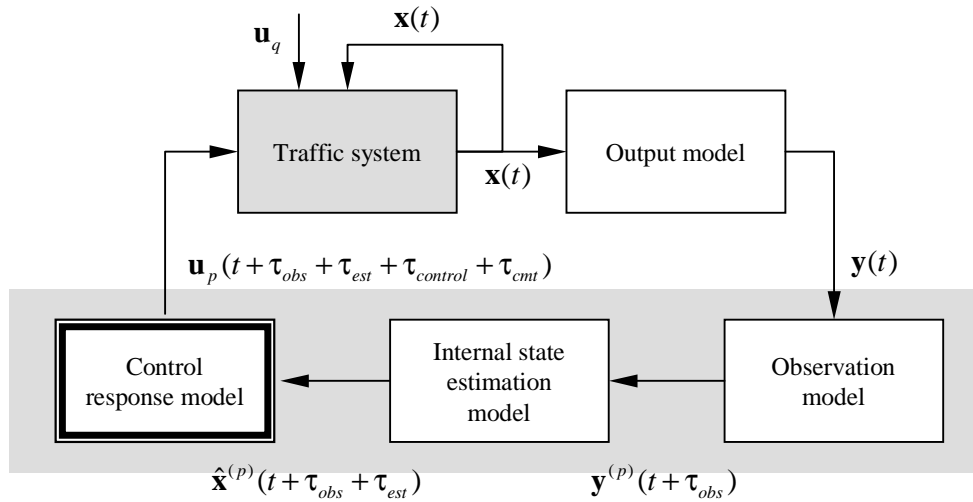 𝐱(t)
𝐮_q
Traffic system
Output model
𝐱(t)
𝐮_p(t + τ_obs + τ_est + τ_control + τ_cmt)
𝐲(t)
Control
response model
Internal state
estimation
model
Observation
model
𝐱̂^(p)(t + τ_obs + τ_est)
𝐲^(p)(t + τ_obs)